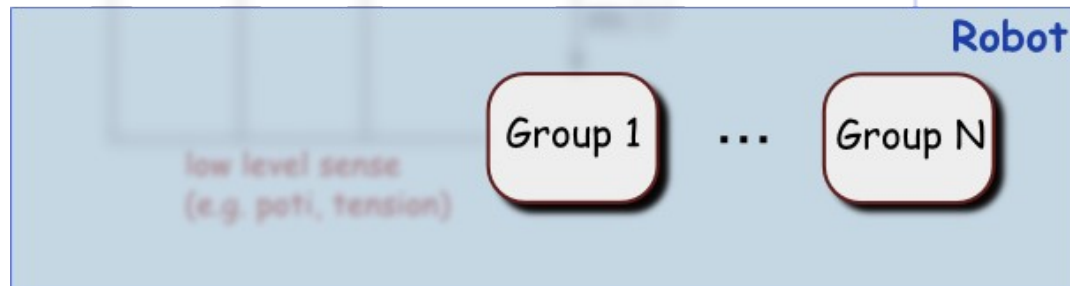 Robot
Group 1 ... Group N
low level sense
(e.g. poti, tension)